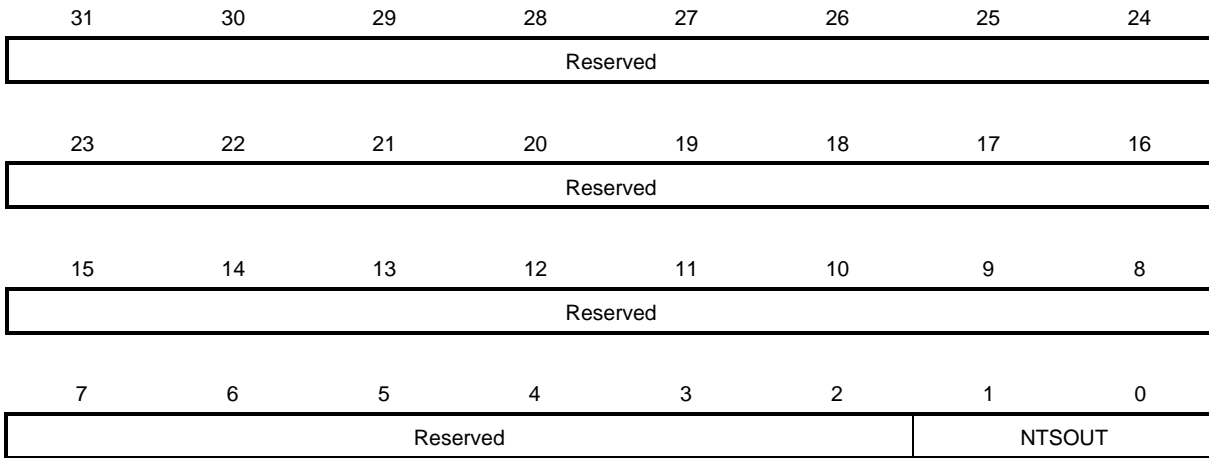 31 30 29 28 27 26 25 24
Reserved
23 22 21 20 19 18 17 16
Reserved
15 14 13 12 11 10 9 8
Reserved
7 6 5 4 3 2 1 0
Reserved NTSOUT